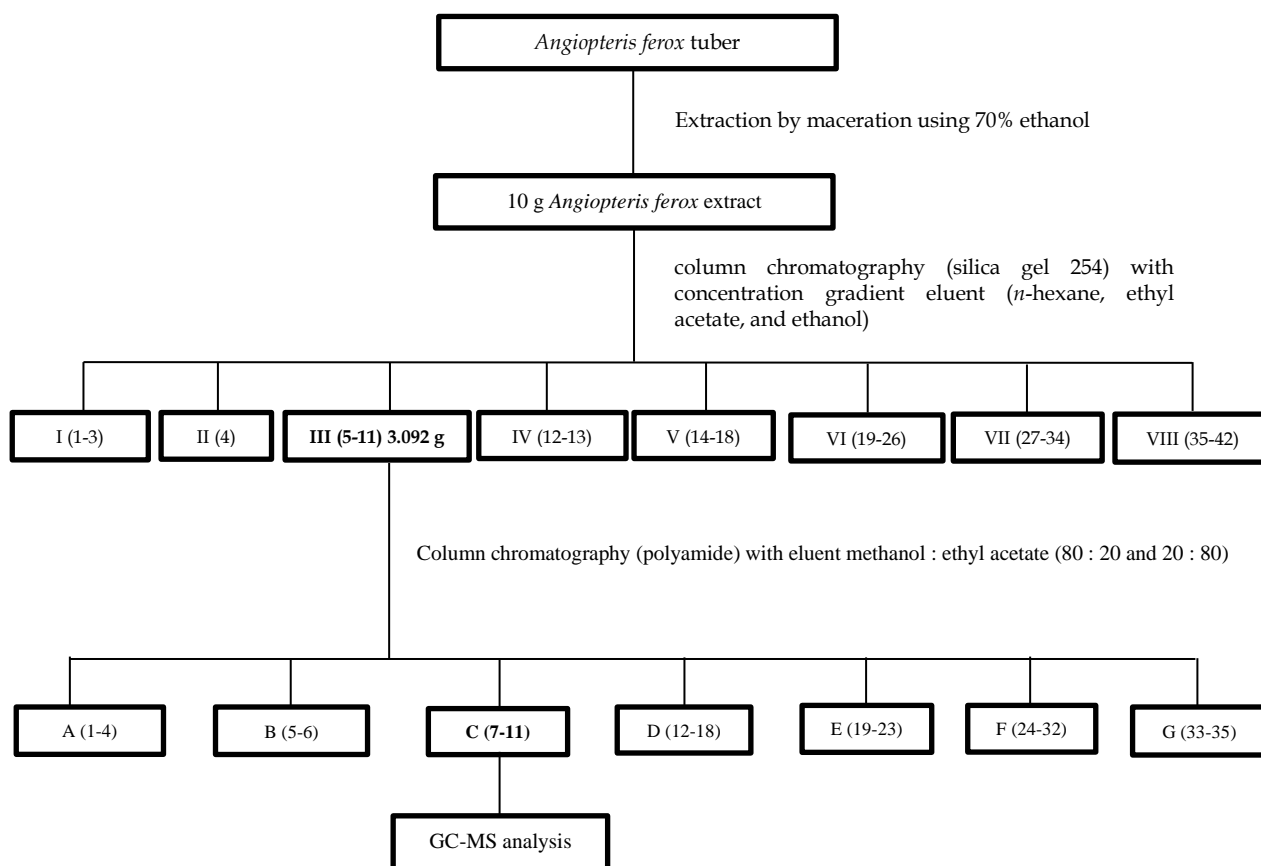 Angiopteris ferox tuber
Extraction by maceration using 70% ethanol
10 g Angiopteris ferox extract
column chromatography (silica gel 254) with
concentration gradient eluent (n-hexane, ethyl
acetate, and ethanol)
I (1-3)
II (4)
III (5-11) 3.092 g
IV (12-13)
V (14-18)
VI (19-26)
VII (27-34)
VIII (35-42)
Column chromatography (polyamide) with eluent methanol : ethyl acetate (80 : 20 and 20 : 80)
A (1-4)
B (5-6)
C (7-11)
D (12-18)
E (19-23)
F (24-32)
G (33-35)
GC-MS analysis